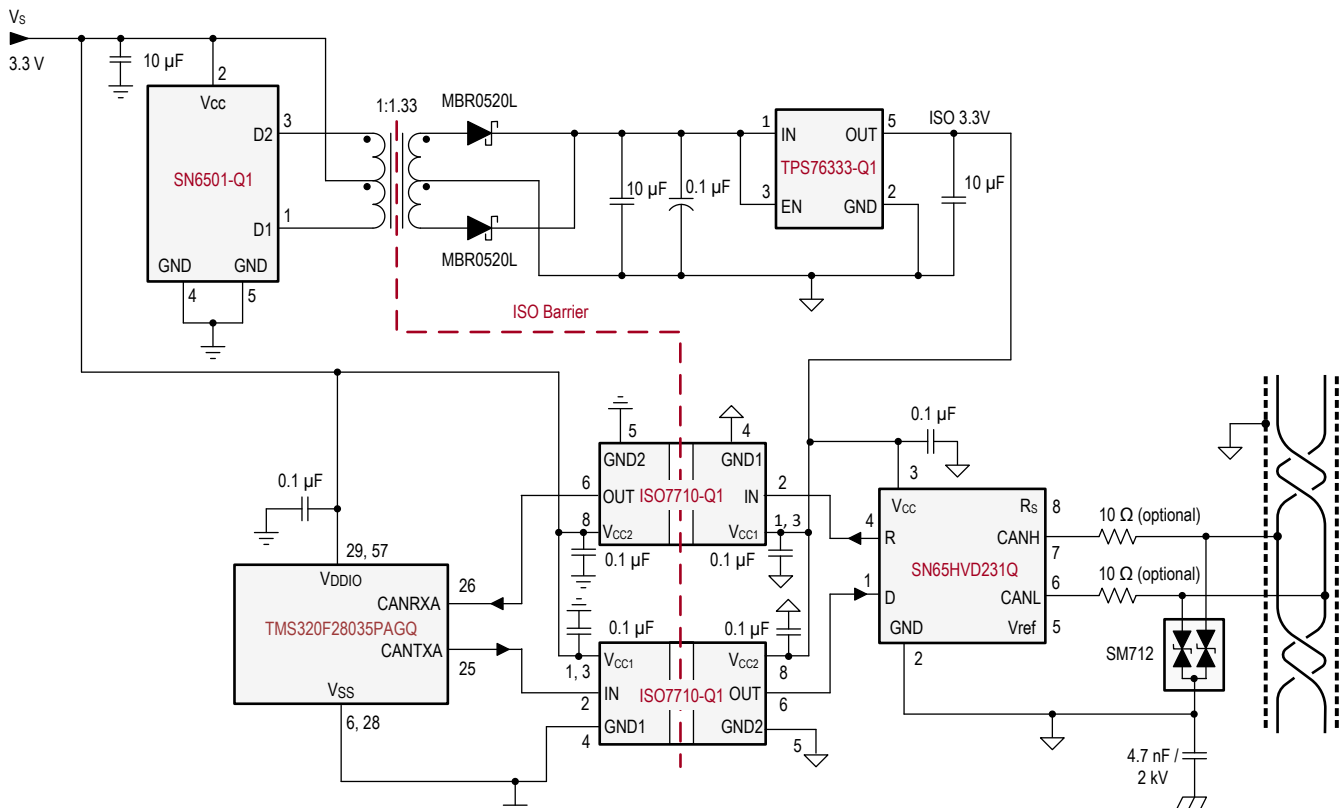 VS
3.3 V
10 µF
2
Vcc
3
D2
SN6501-Q1
D1
1
GND
GND
4
5
1:1.33
MBR0520L
MBR0520L
10 µF
0.1 µF
1
IN
OUT
5
TPS76333-Q1
3
EN
GND
2
ISO 3.3V
10 µF
ISO Barrier
5
GND2
6
OUT
ISO7710-Q1
8
VCC2
0.1 µF
4
GND1
2
IN
1, 3
VCC1
0.1 µF
0.1 µF
29, 57
VDDIO
26
CANRXA
TMS320F28035PAGQ
CANTXA
25
VSS
6, 28
0.1 µF
0.1 µF
1, 3
VCC1
VCC2
8
IN
ISO7710-Q1
OUT
2
6
GND1
GND2
4
5
0.1 µF
3
VCC
RS
8
4
R
CANH
7
SN65HVD231Q
1
D
CANL
6
GND
Vref
5
2
10 Ω (optional)
10 Ω (optional)
SM712
4.7 nF /
2 kV